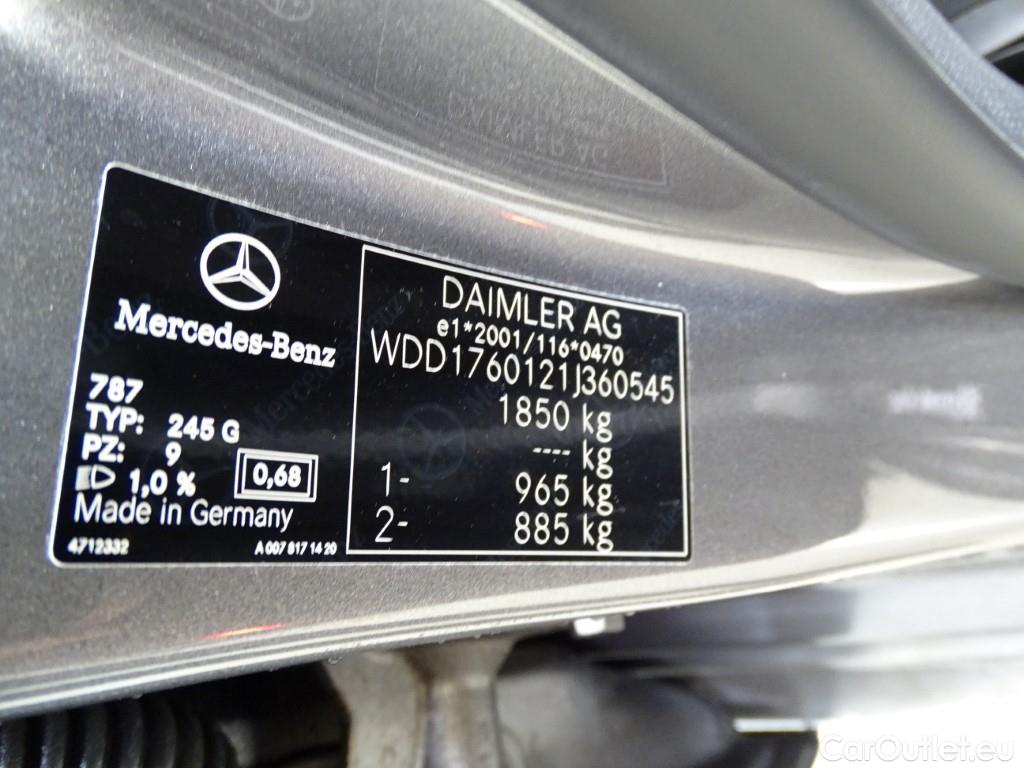 Mercedes-Benz
787
TYP: 245 G
PZ: 9
1,0 %
0,68
Made in Germany
4712332
A 007 817 14 20
DAIMLER AG
e1*2001/116*0470
WDD1760121J360545
1850 kg
---- kg
1- 965 kg
2- 885 kg
CarOutlet.eu